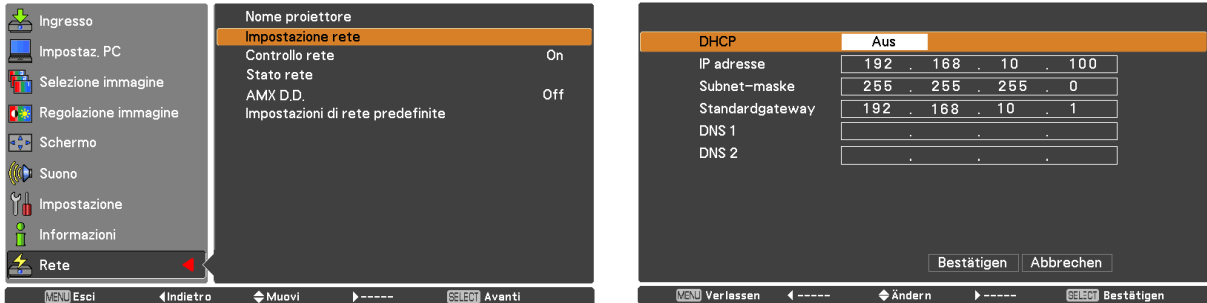 Ingresso
Impostaz. PC
Selezione immagine
Regolazione immagine
Schermo
Suono
Impostazione
Informazioni
Rete
Nome proiettore
Impostazione rete
Controllo rete On
Stato rete
AMX D.D. Off
Impostazioni di rete predefinite
MENU Esci Indietro Muovi ----- SELECT Avanti
DHCP Aus
IP adresse 192 . 168 . 10 . 100
Subnet-maske 255 . 255 . 255 . 0
Standardgateway 192 . 168 . 10 . 1
DNS 1 . . .
DNS 2 . . .
Bestätigen Abbrechen
MENU Verlassen ----- Ändern ----- SELECT Bestätigen